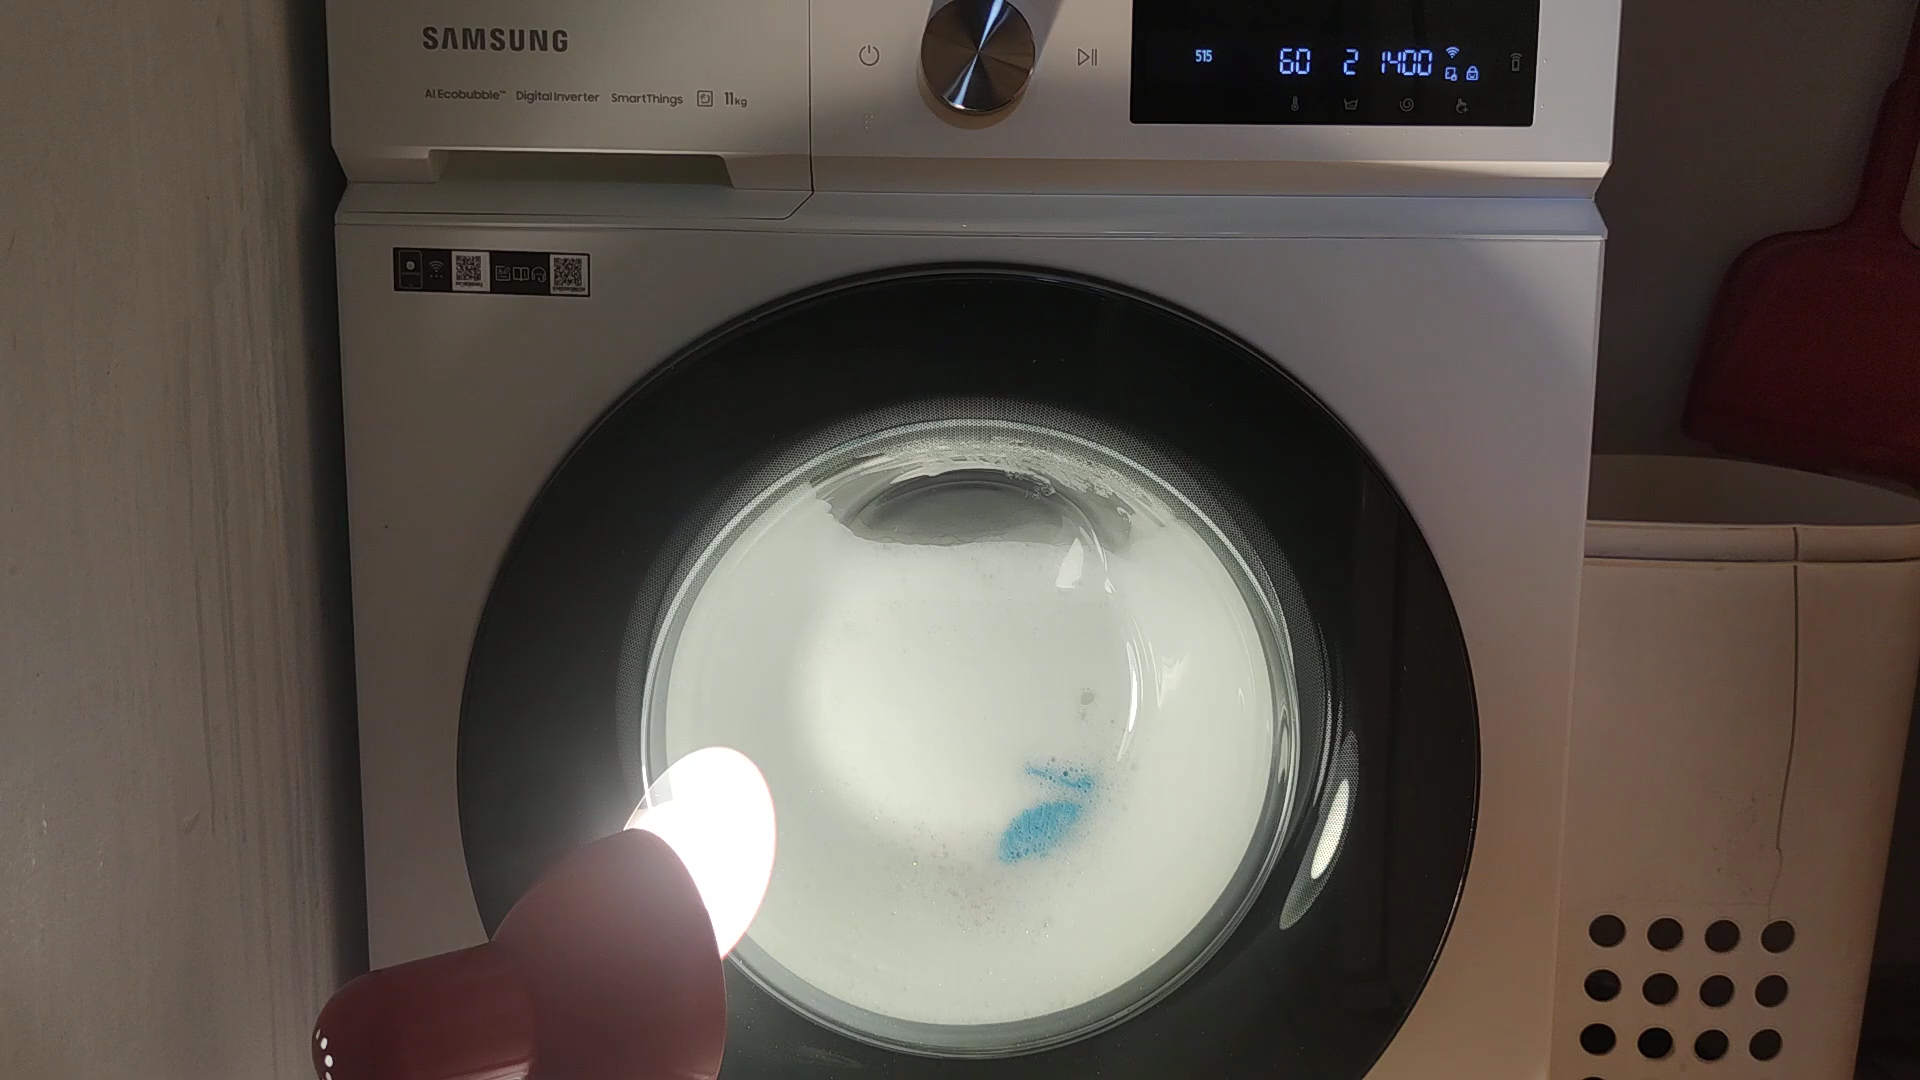 SAMSUNG
AI Ecobubble™ Digital Inverter SmartThings 11kg
515 60 2 1400